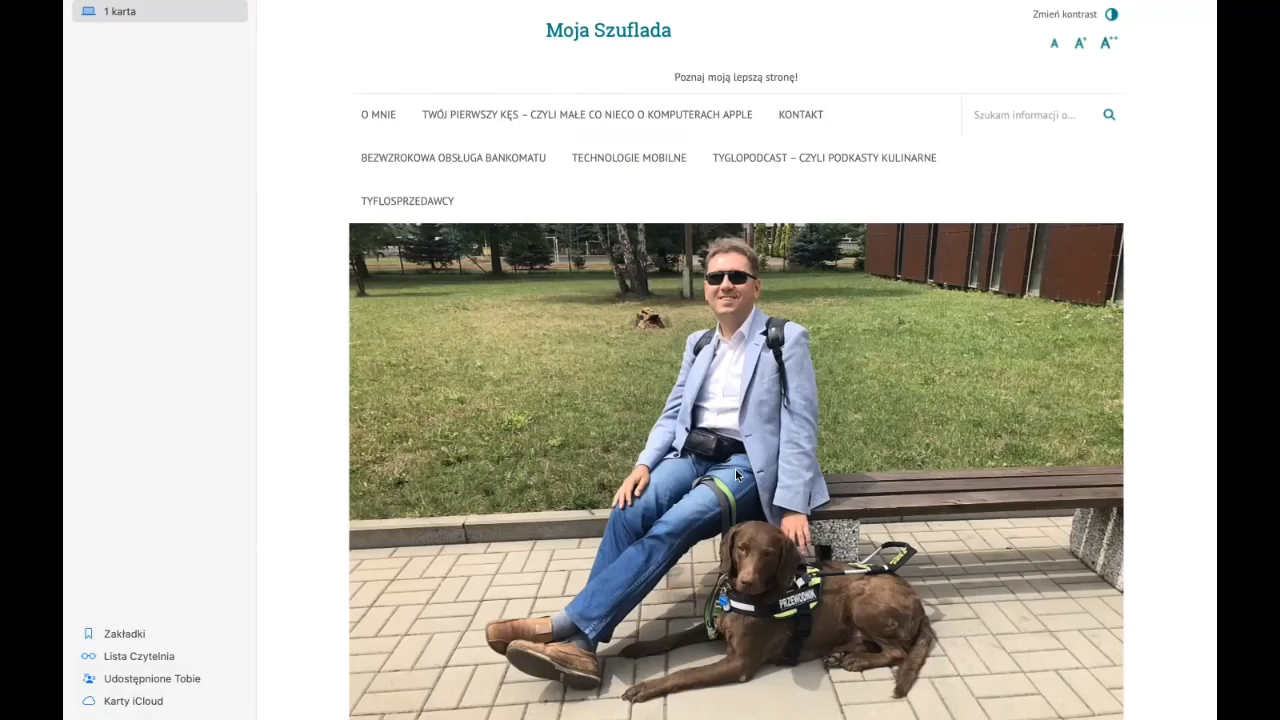 1 karta
Zmień kontrast
Moja Szuflada
A A+ A++
Poznaj moją lepszą stronę!
O MNIE TWÓJ PIERWSZY KĘS – CZYLI MAŁE CO NIECO O KOMPUTERACH APPLE KONTAKT Szukam informacji o...
BEZWZROKOWA OBSŁUGA BANKOMATU TECHNOLOGIE MOBILNE TYGLOPODCAST – CZYLI PODKASTY KULINARNE
TYFLOSPRZEDAWCY
PRZEWODNIK
Zakładki
Lista Czytelnia
Udostępnione Tobie
Karty iCloud